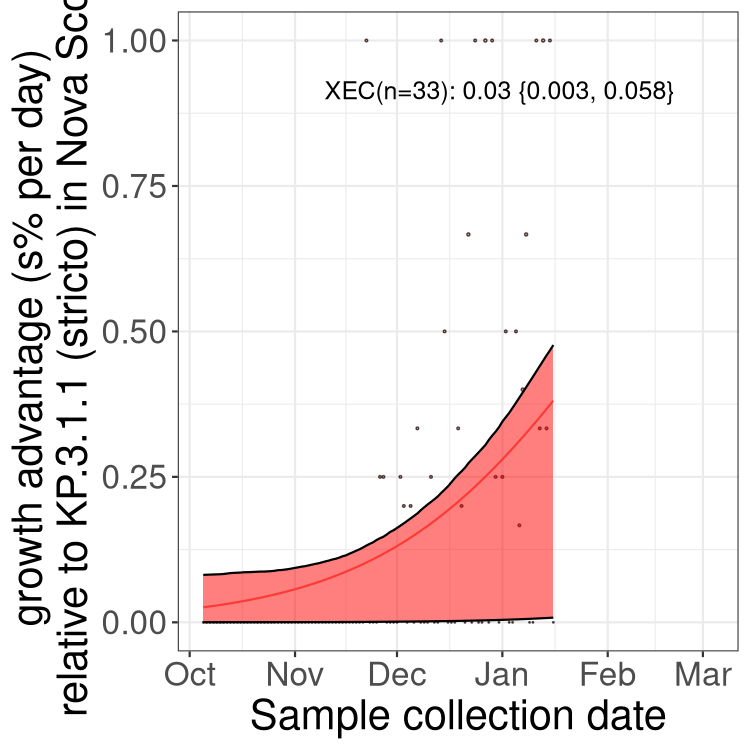 growth advantage (s% per day)
relative to KP.3.1.1 (stricto) in Nova
1.00
XEC(n=33): 0.03 {0.003, 0.058}
0.75
0.50
0.25
0.00
Oct Nov Dec Jan Feb Mar
Sample collection date